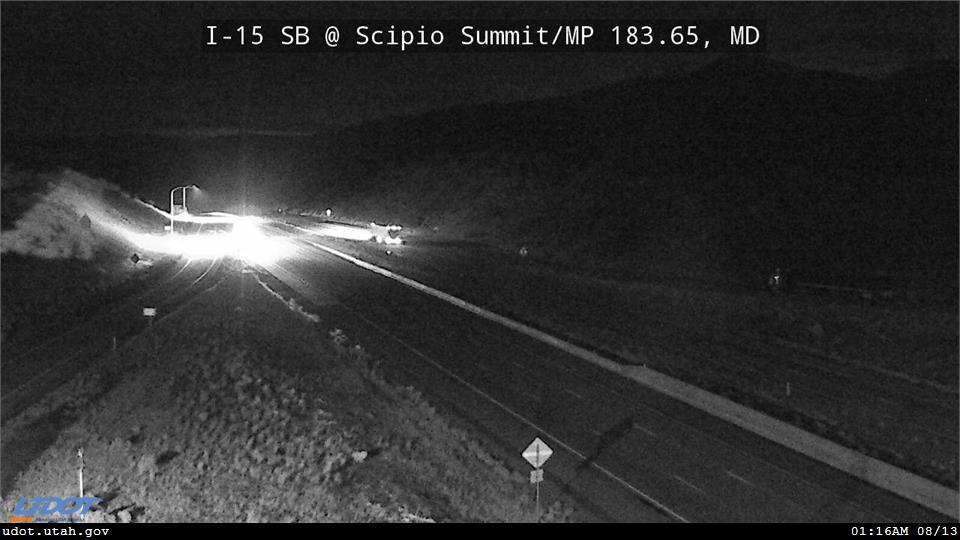 I-15 SB @ Scipio Summit/MP 183.65, MD
UDOT
udot.utah.gov 01:16AM 08/13